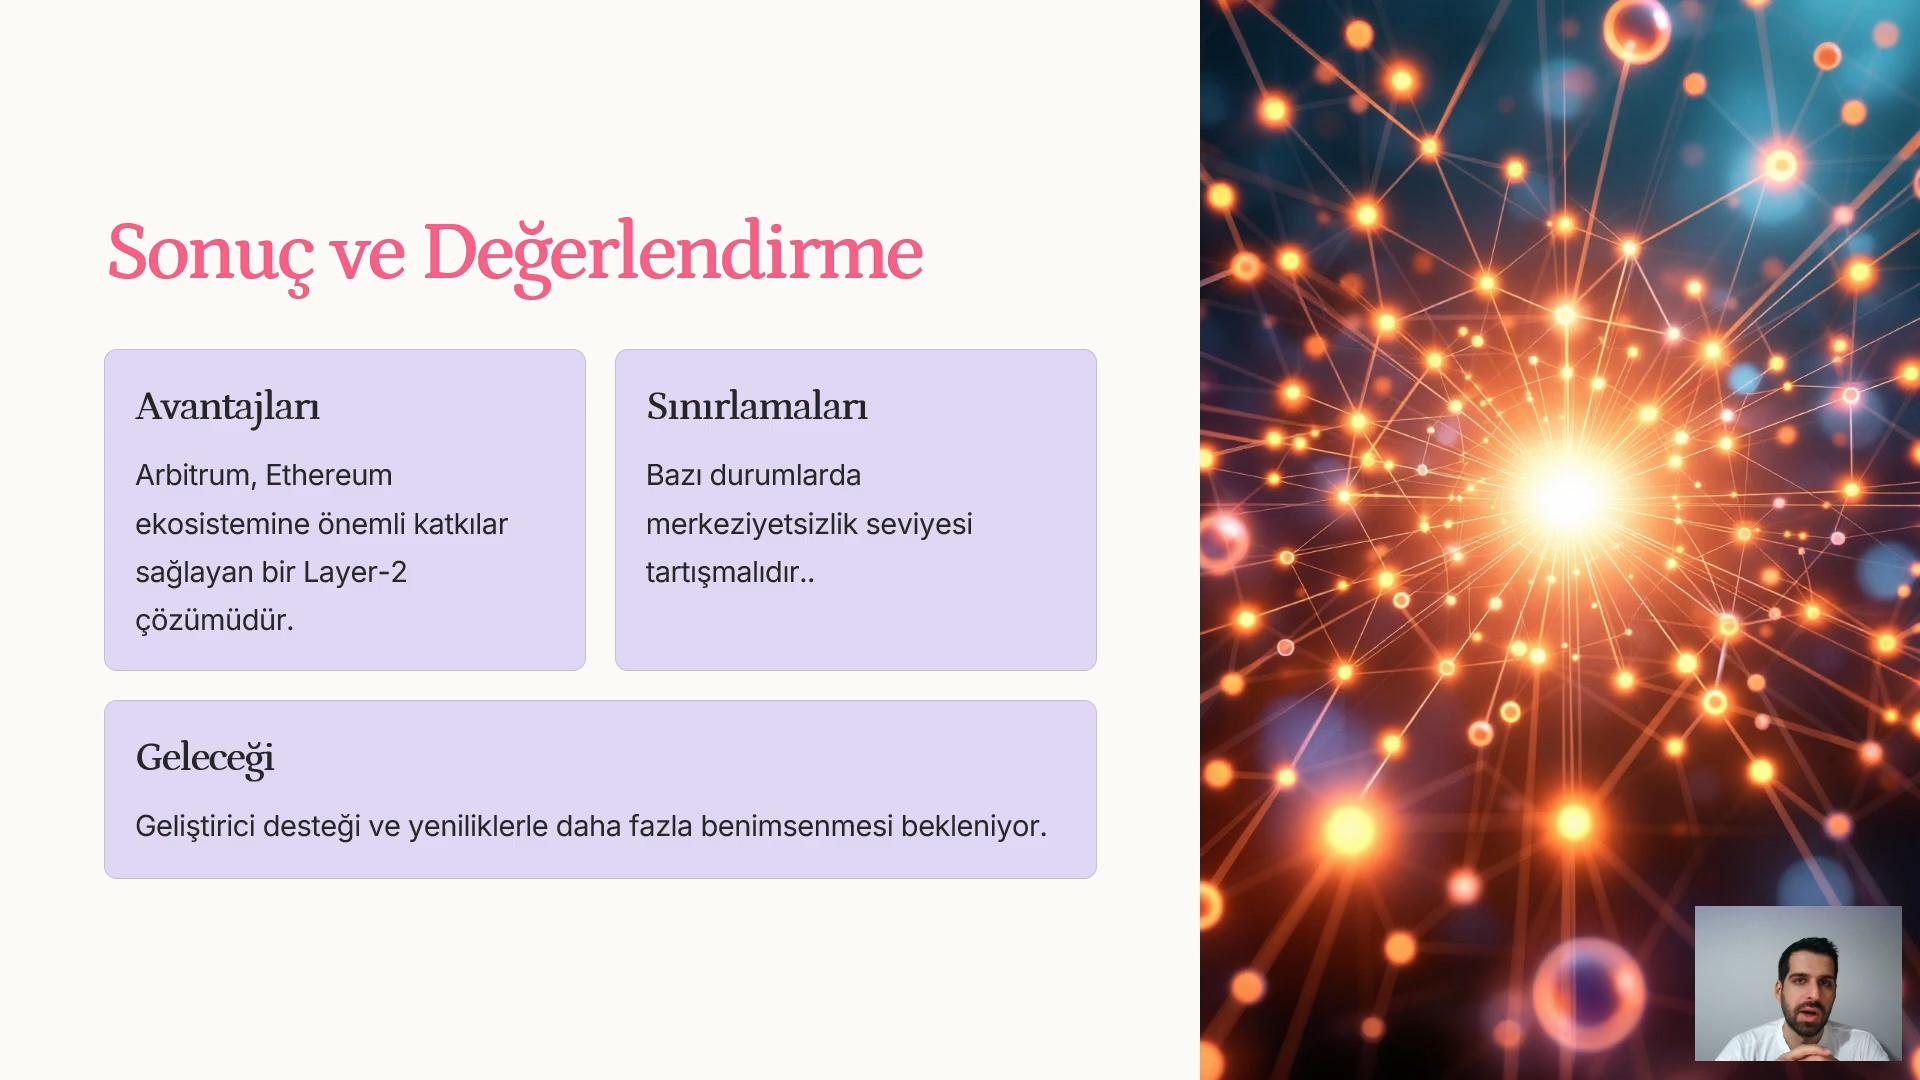 Sonuç ve Değerlendirme
Avantajları
Arbitrum, Ethereum
ekosistemine önemli katkılar
sağlayan bir Layer-2
çözümüdür.
Sınırlamaları
Bazı durumlarda
merkeziyetsizlik seviyesi
tartışmalıdır..
Geleceği
Geliştirici desteği ve yeniliklerle daha fazla benimsenmesi bekleniyor.